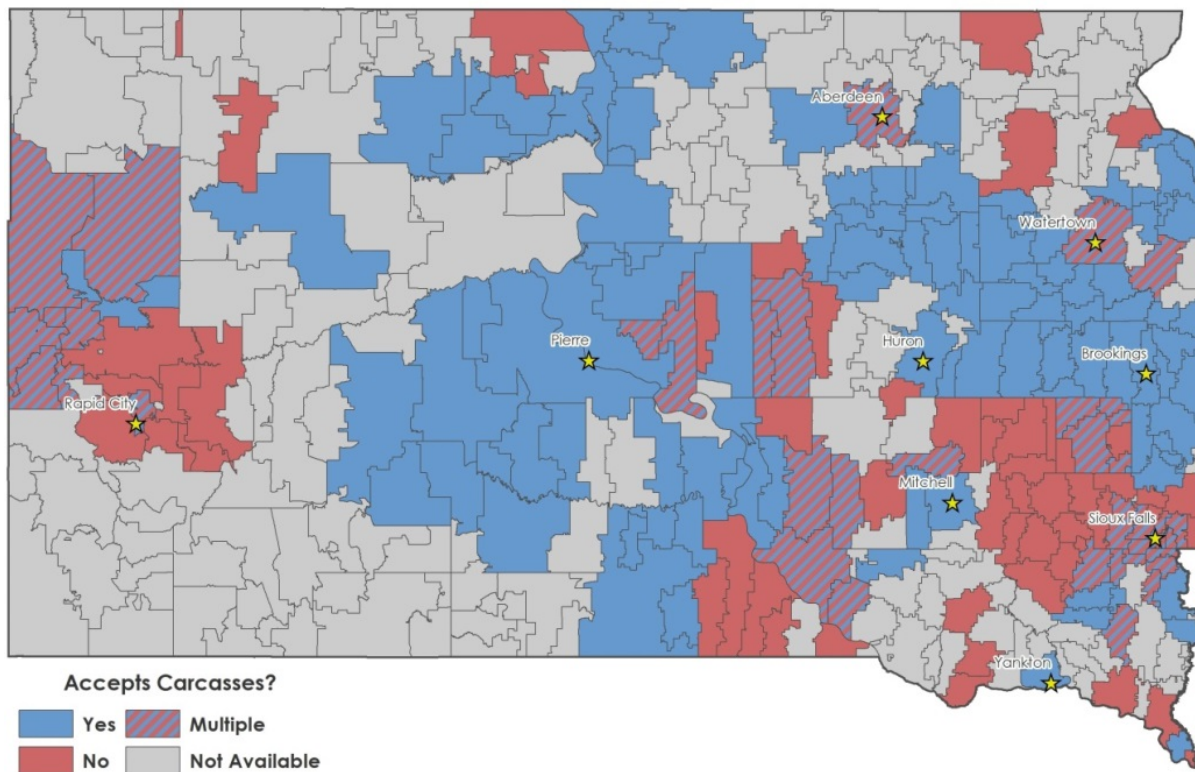 Aberdeen
Watertown
Pierre
Huron
Brookings
Rapid City
Mitchell
Sioux Falls
Yankton
Accepts Carcasses?
Yes
Multiple
No
Not Available